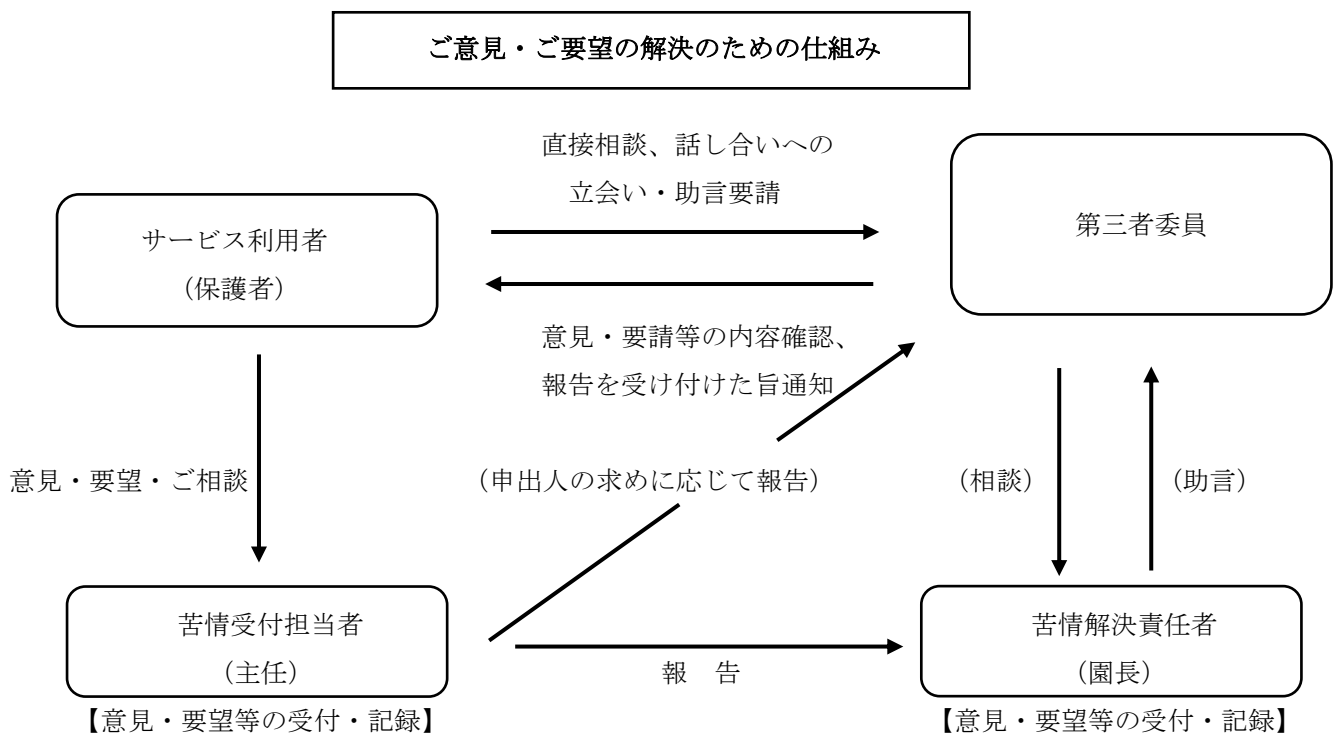 ご意見・ご要望の解決のための仕組み
直接相談、話し合いへの
立会い・助言要請
サービス利用者
（保護者）
第三者委員
意見・要請等の内容確認、
報告を受け付けた旨通知
意見・要望・ご相談
（申出人の求めに応じて報告）
（相談）
（助言）
苦情受付担当者
（主任）
報　告
苦情解決責任者
（園長）
【意見・要望等の受付・記録】
【意見・要望等の受付・記録】